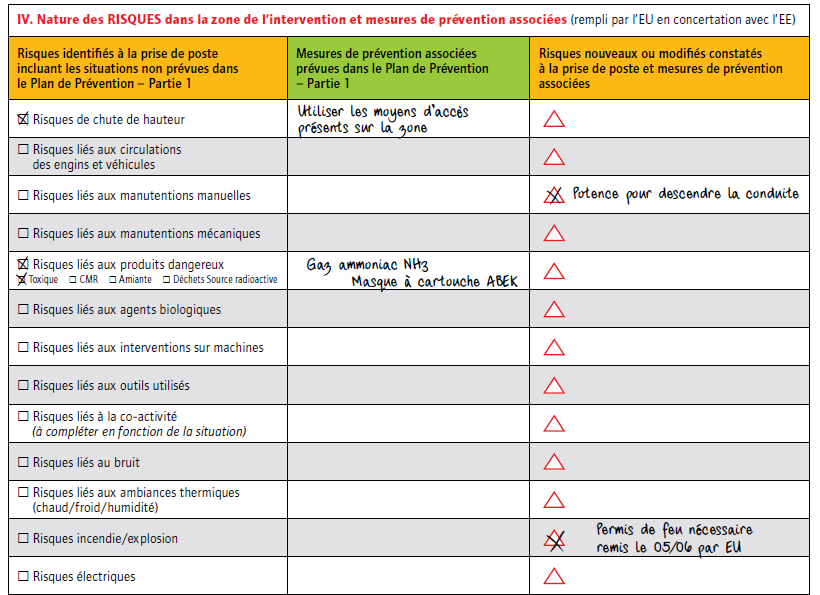 IV. Nature des RISQUES dans la zone de l'intervention et mesures de prévention associées (rempli par l'EU en concertation avec l'EE)
Risques identifiés à la prise de poste
incluant les situations non prévues dans
le Plan de Prévention – Partie 1
Mesures de prévention associées
prévues dans le Plan de Prévention
– Partie 1
Risques nouveaux ou modifiés constatés
à la prise de poste et mesures de prévention
associées
☒ Risques de chute de hauteur
Utiliser les moyens d'accès
présents sur la zone
☐ Risques liés aux circulations
des engins et véhicules
☐ Risques liés aux manutentions manuelles
Potence pour descendre la conduite
☐ Risques liés aux manutentions mécaniques
☒ Risques liés aux produits dangereux
☒ Toxique ☐ CMR ☐ Amiante ☐ Déchets Source radioactive
Gaz ammoniac NH3
Masque à cartouche ABEK
☐ Risques liés aux agents biologiques
☐ Risques liés aux interventions sur machines
☐ Risques liés aux outils utilisés
☐ Risques liés à la co-activité
(à compléter en fonction de la situation)
☐ Risques liés au bruit
☐ Risques liés aux ambiances thermiques
(chaud/froid/humidité)
☐ Risques incendie/explosion
Permis de feu nécessaire
remis le 05/06 par EU
☐ Risques électriques